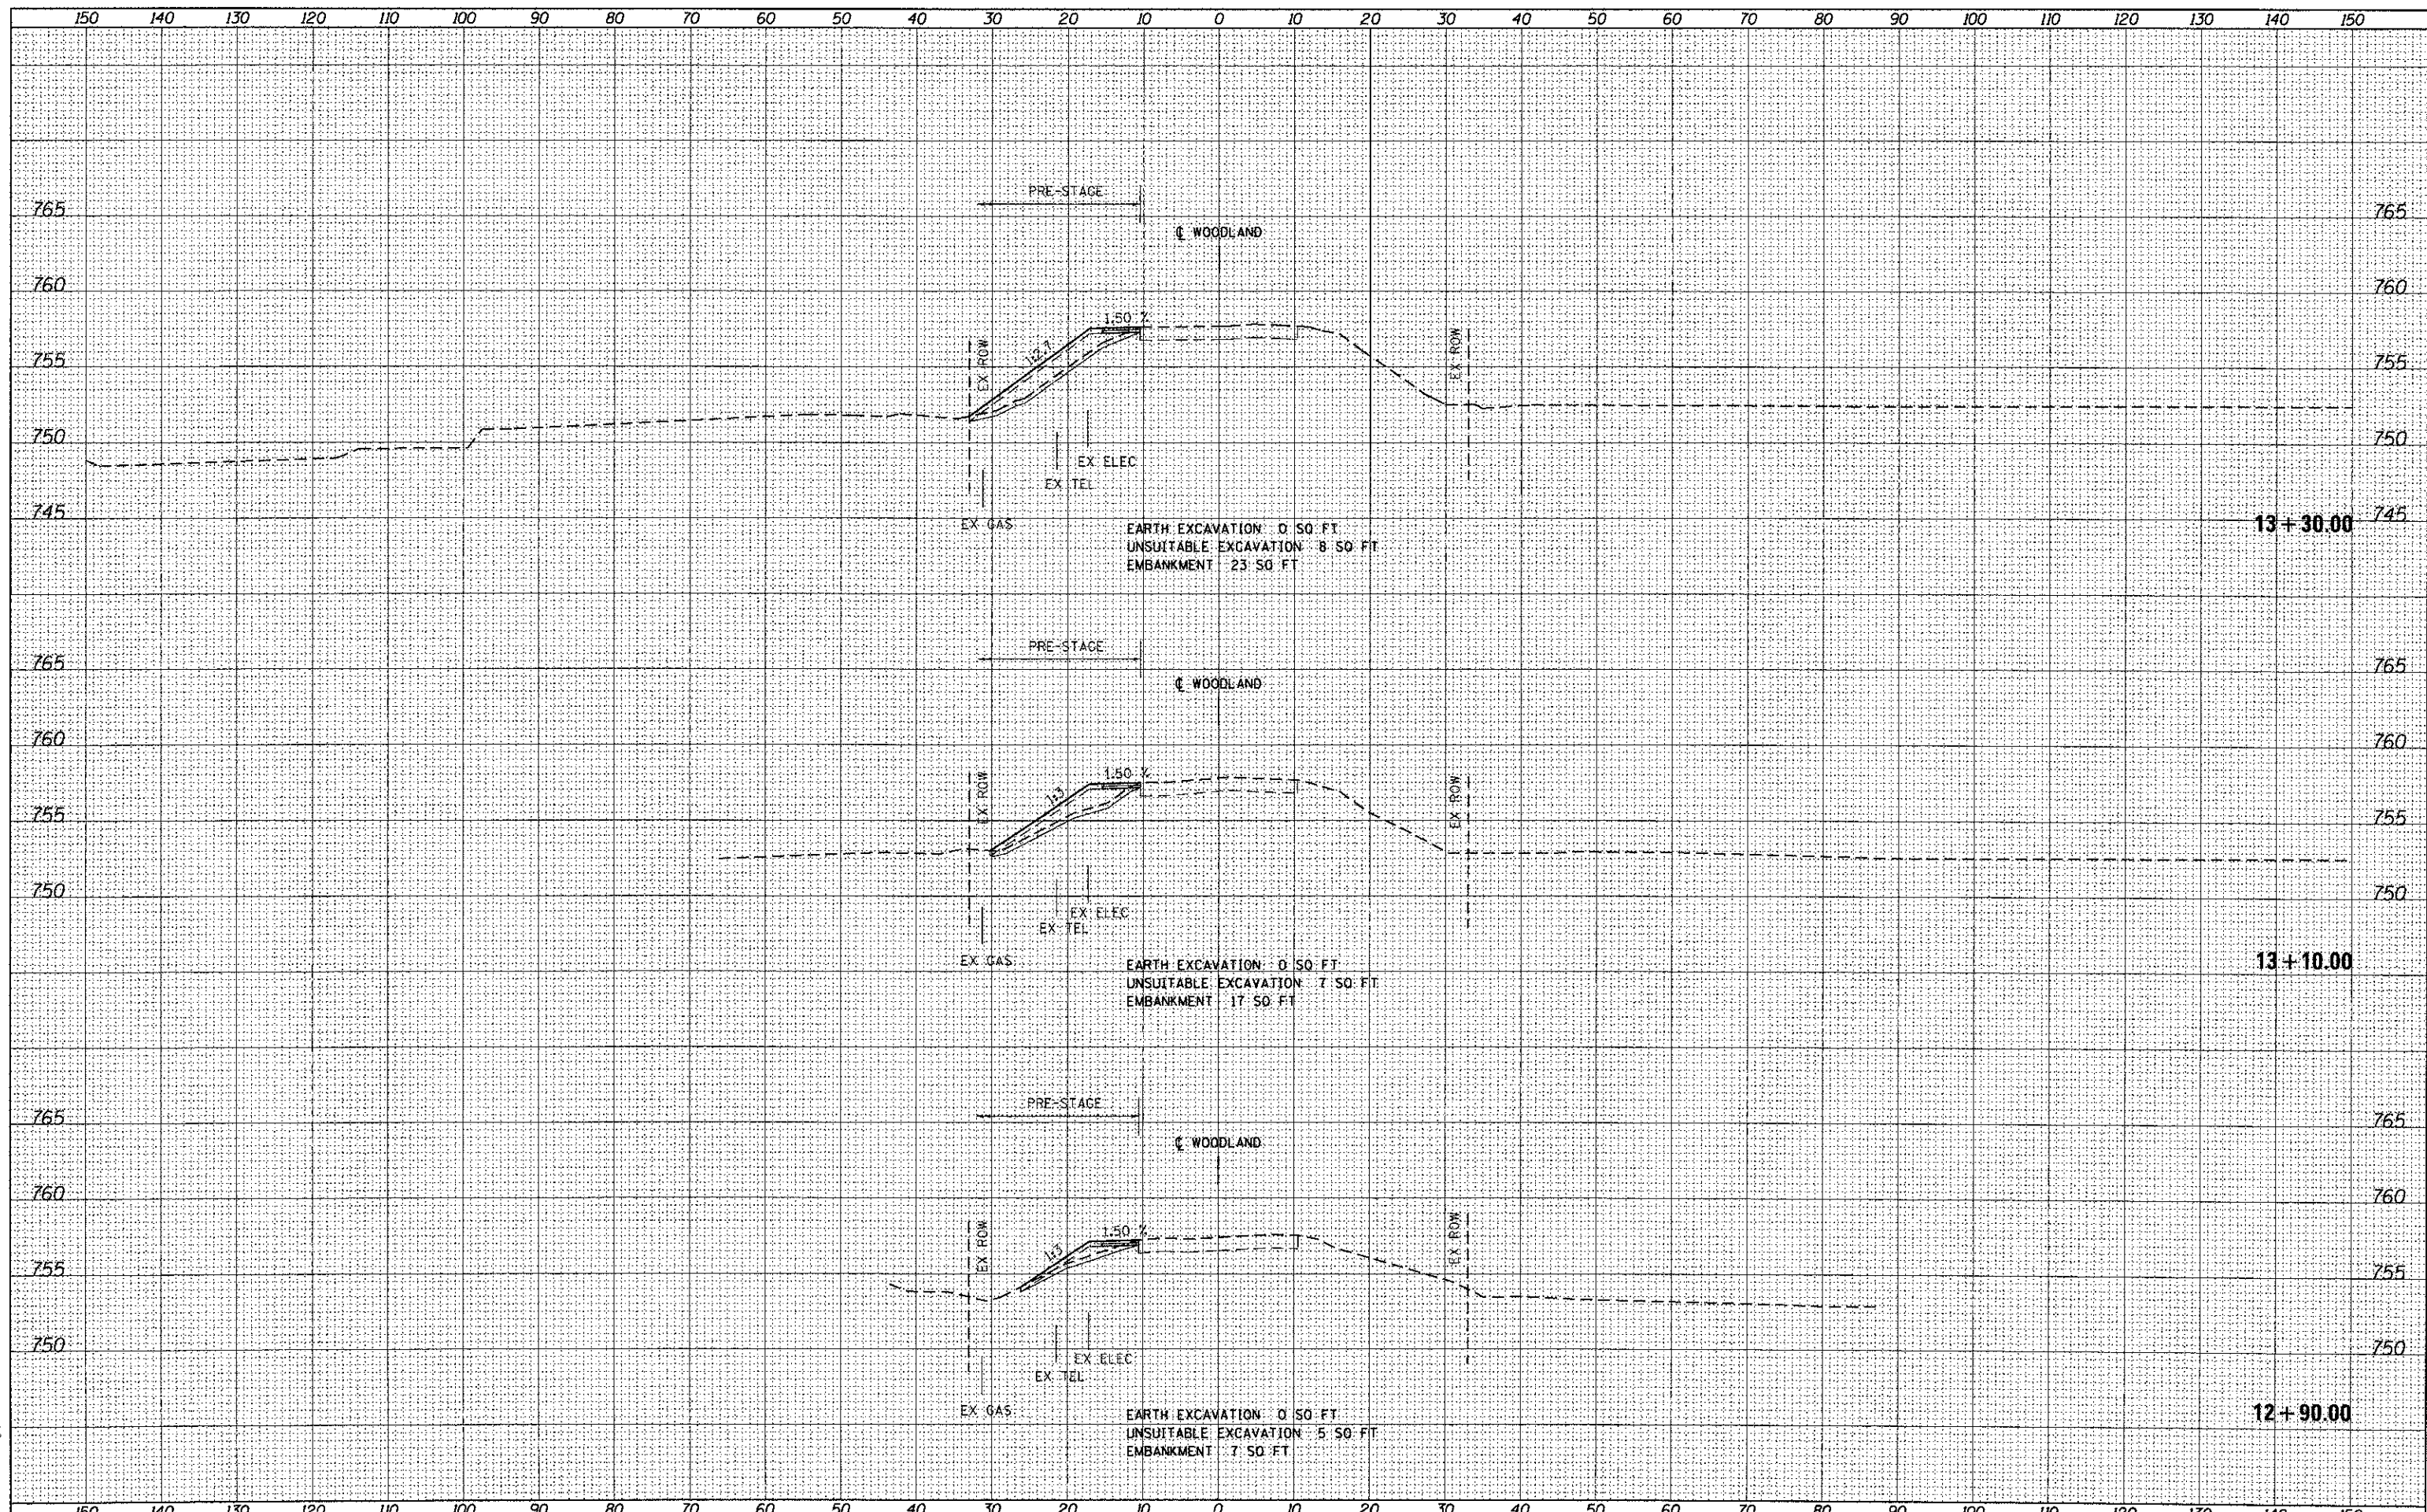 150 140 130 120 110 100 90 80 70 60 50 40 30 20 10 0 10 20 30 40 50 60 70 80 90 100 110 120 130 140 150
PRE-STAGE
765 765
℄ WOODLAND
760 760
1.50 %
1:2.7
EX ROW EX ROW
755 755
750 750
EX ELEC
EX TEL
745 745
EX GAS
13+30.00
EARTH EXCAVATION 0 SQ FT
UNSUITABLE EXCAVATION 8 SQ FT
EMBANKMENT 23 SQ FT
PRE-STAGE
765 765
℄ WOODLAND
760 760
1.50 %
1:3
EX ROW EX ROW
755 755
750 750
EX ELEC
EX TEL
EX GAS
13+10.00
EARTH EXCAVATION 0 SQ FT
UNSUITABLE EXCAVATION 7 SQ FT
EMBANKMENT 17 SQ FT
PRE-STAGE
765 765
℄ WOODLAND
760 760
1.50 %
1:3
EX ROW EX ROW
755 755
750 750
EX ELEC
EX TEL
EX GAS
12+90.00
EARTH EXCAVATION 0 SQ FT
UNSUITABLE EXCAVATION 5 SQ FT
EMBANKMENT 7 SQ FT
150 140 130 120 110 100 90 80 70 60 50 40 30 20 10 0 10 20 30 40 50 60 70 80 90 100 110 120 130 140 150